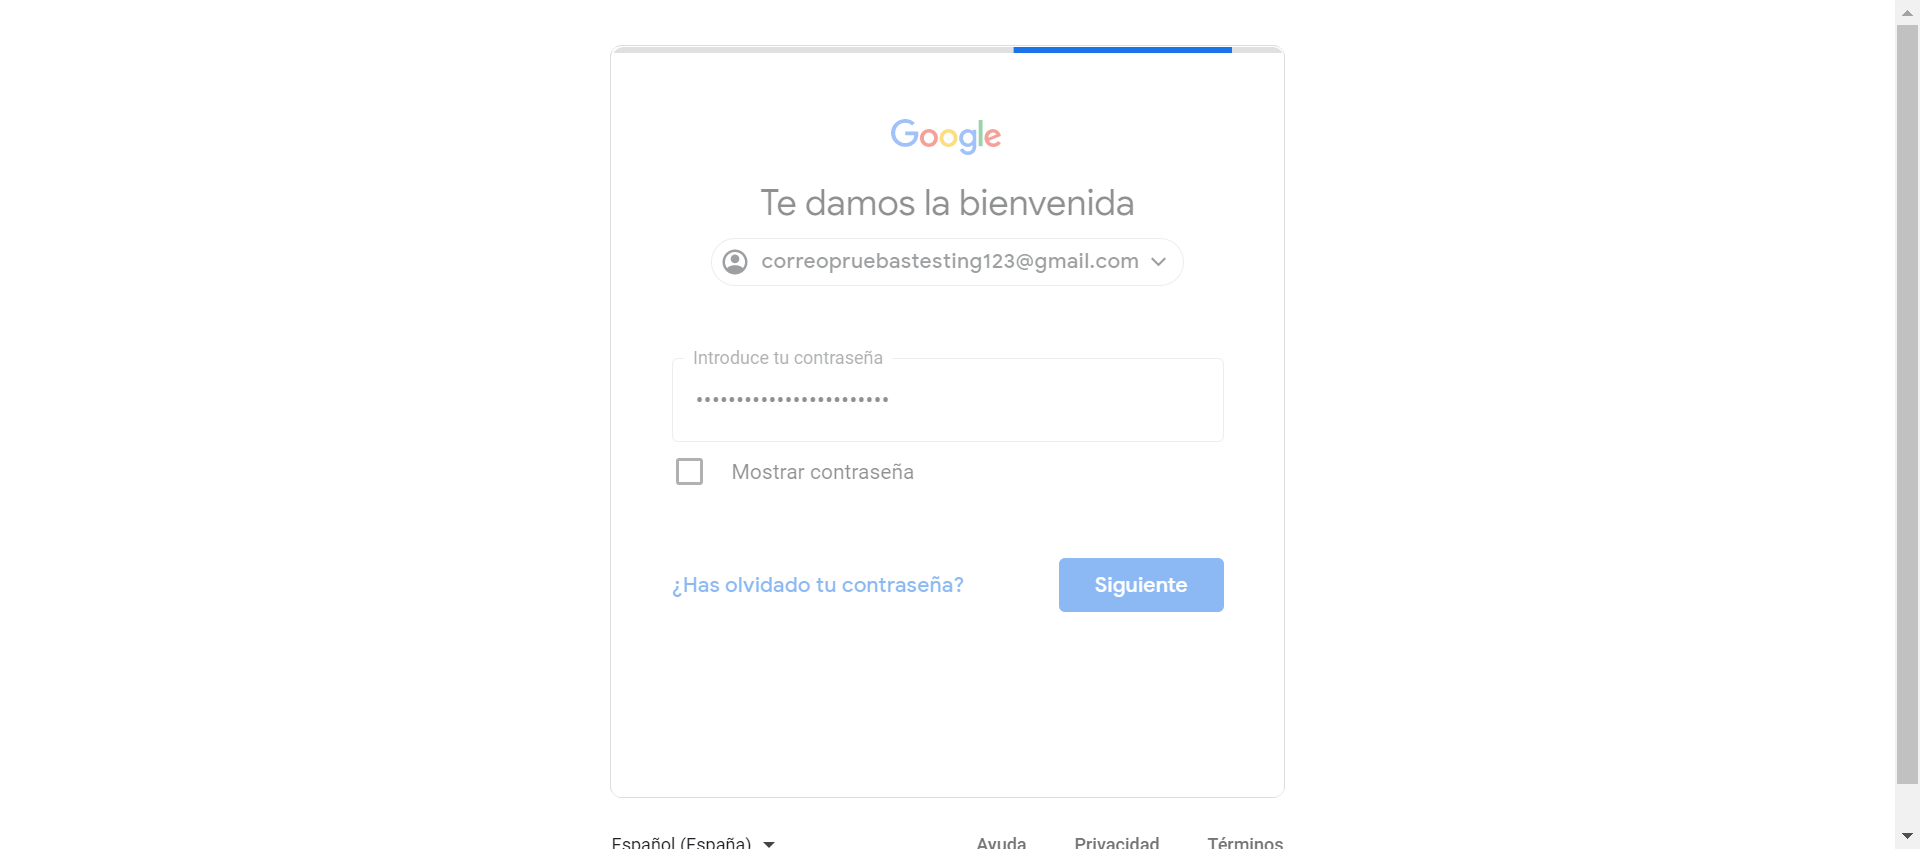 Google
Te damos la bienvenida
correopruebastesting123@gmail.com
Introduce tu contraseña
••••••••••••••••••••••••
Mostrar contraseña
¿Has olvidado tu contraseña?
Siguiente
Español (España)
Ayuda
Privacidad
Términos